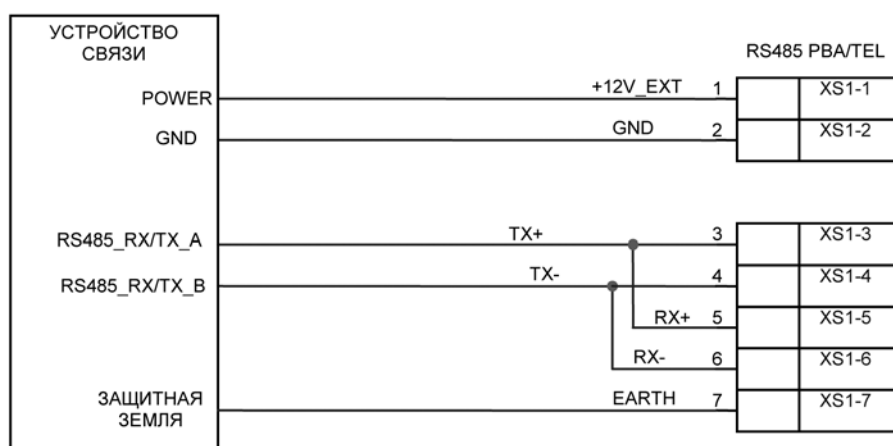 УСТРОЙСТВО
СВЯЗИ
RS485 PBA/TEL
POWER +12V_EXT 1 XS1-1
GND GND 2 XS1-2
RS485_RX/TX_A TX+ 3 XS1-3
RS485_RX/TX_B TX- 4 XS1-4
RX+ 5 XS1-5
RX- 6 XS1-6
ЗАЩИТНАЯ
ЗЕМЛЯ
EARTH 7 XS1-7